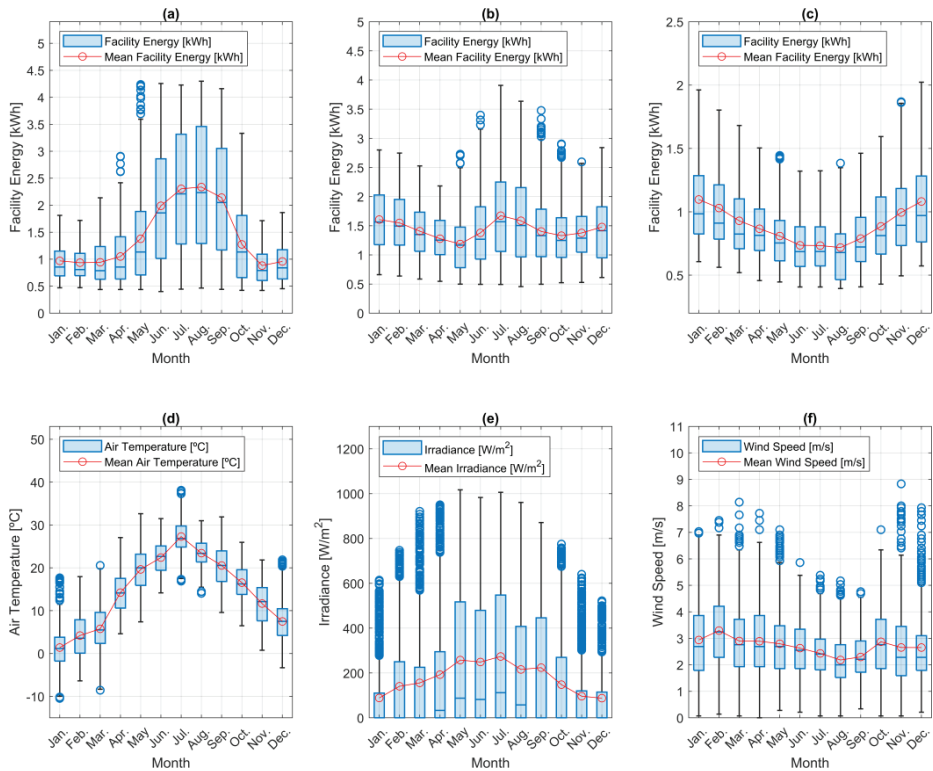 (a)
5
4.5
4
3.5
3
2.5
2
1.5
1
0.5
0
Facility Energy [kWh]
Facility Energy [kWh]
Mean Facility Energy [kWh]
Jan. Feb. Mar. Apr. May Jun. Jul. Aug. Sep. Oct. Nov. Dec.
Month
(b)
5
4.5
4
3.5
3
2.5
2
1.5
1
0.5
0
Facility Energy [kWh]
Facility Energy [kWh]
Mean Facility Energy [kWh]
Jan. Feb. Mar. Apr. May Jun. Jul. Aug. Sep. Oct. Nov. Dec.
Month
(c)
2.5
2
1.5
1
0.5
Facility Energy [kWh]
Facility Energy [kWh]
Mean Facility Energy [kWh]
Jan. Feb. Mar. Apr. May Jun. Jul. Aug. Sep. Oct. Nov. Dec.
Month
(d)
50
40
30
20
10
0
-10
Air Temperature [ºC]
Air Temperature [ºC]
Mean Air Temperature [ºC]
Jan. Feb. Mar. Apr. May Jun. Jul. Aug. Sep. Oct. Nov. Dec.
Month
(e)
1200
1000
800
600
400
200
0
Irradiance [W/m²]
Irradiance [W/m²]
Mean Irradiance [W/m²]
Jan. Feb. Mar. Apr. May Jun. Jul. Aug. Sep. Oct. Nov. Dec.
Month
(f)
11
10
9
8
7
6
5
4
3
2
1
0
Wind Speed [m/s]
Wind Speed [m/s]
Mean Wind Speed [m/s]
Jan. Feb. Mar. Apr. May Jun. Jul. Aug. Sep. Oct. Nov. Dec.
Month